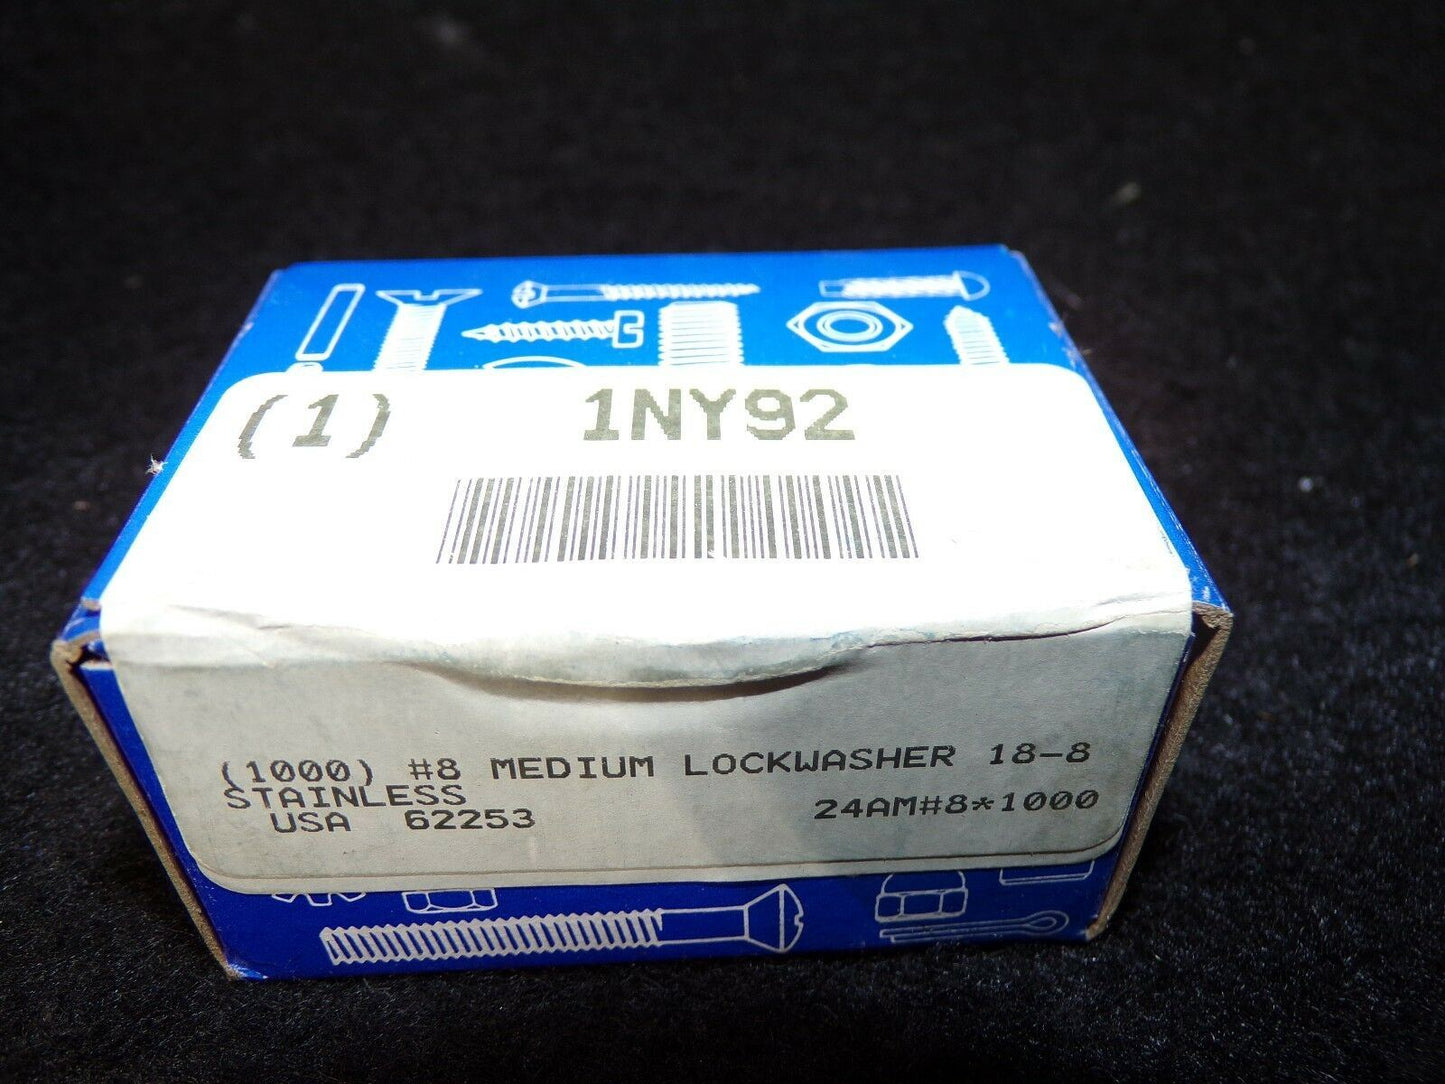 (1) 1NY92
(1000) #8 MEDIUM LOCKWASHER 18-8
STAINLESS
USA 62253 24AM#8*1000